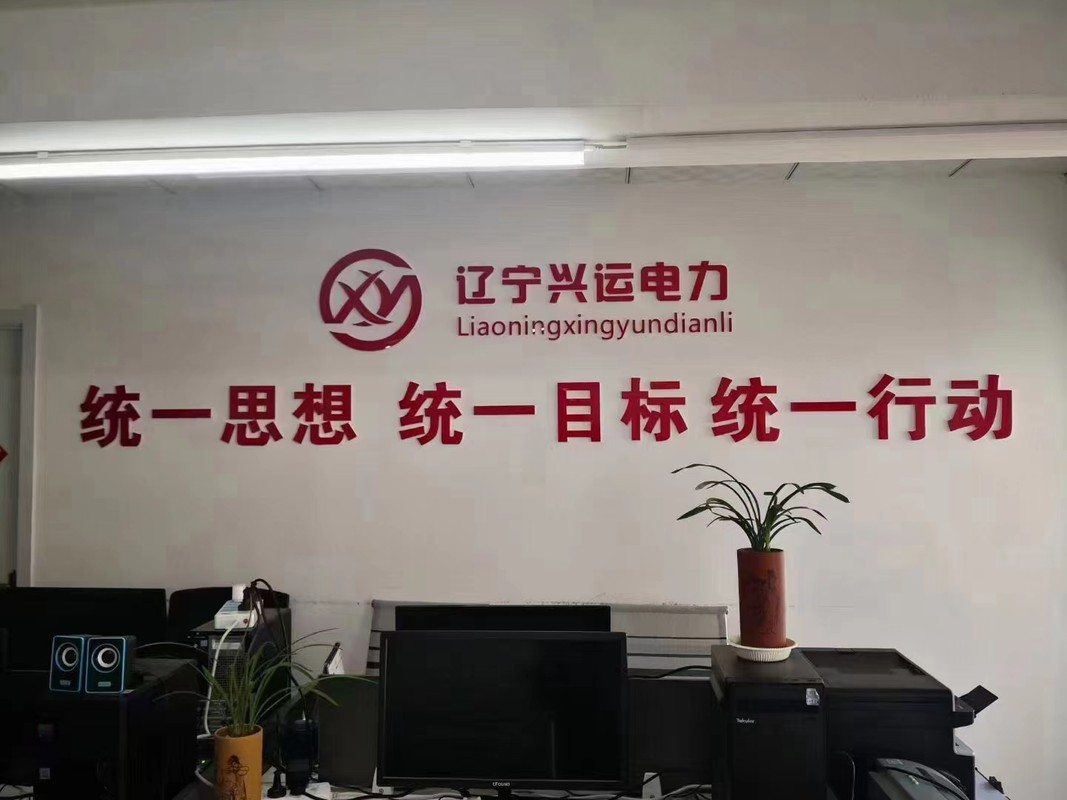 XY
辽宁兴运电力
Liaoningxingyundianli
统一思想 统一目标 统一行动